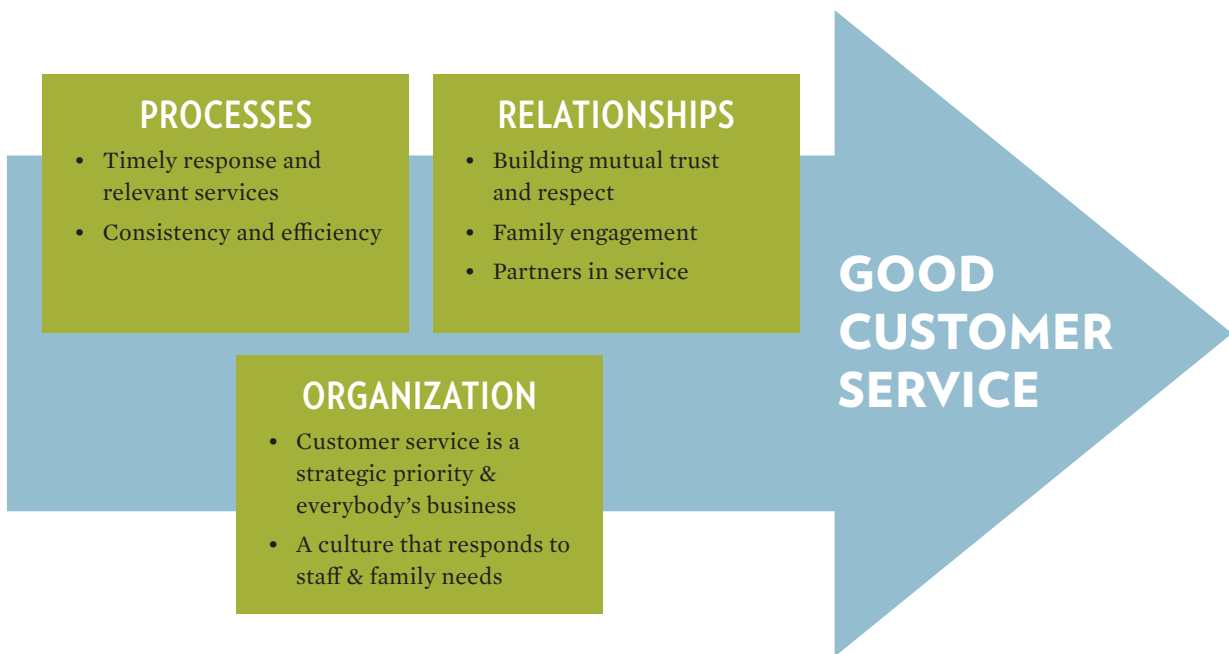 PROCESSES
• Timely response and
relevant services
• Consistency and efficiency
RELATIONSHIPS
• Building mutual trust
and respect
• Family engagement
• Partners in service
ORGANIZATION
• Customer service is a
strategic priority &
everybody’s business
• A culture that responds to
staff & family needs
GOOD
CUSTOMER
SERVICE